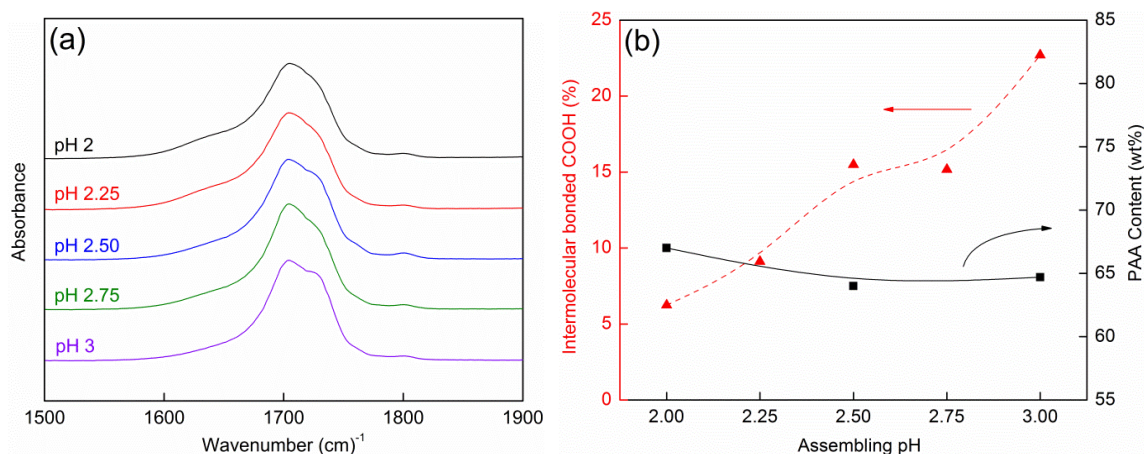 (a)
pH 2
pH 2.25
pH 2.50
pH 2.75
pH 3
Absorbance
1500 1600 1700 1800 1900
Wavenumber (cm)-1
(b)
Intermolecular bonded COOH (%)
25
20
15
10
5
0
PAA Content (wt%)
85
80
75
70
65
60
55
2.00 2.25 2.50 2.75 3.00
Assembling pH